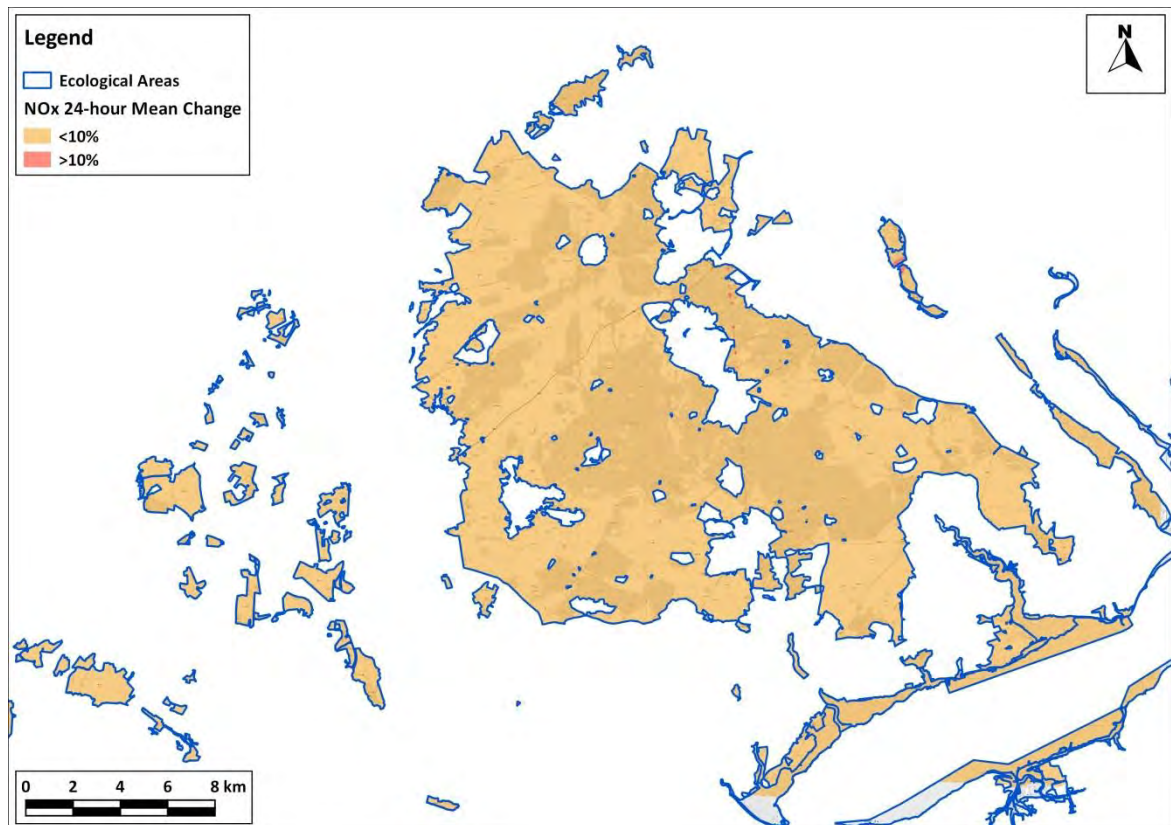 Legend
Ecological Areas
NOx 24-hour Mean Change
<10%
>10%
N
0 2 4 6 8 km